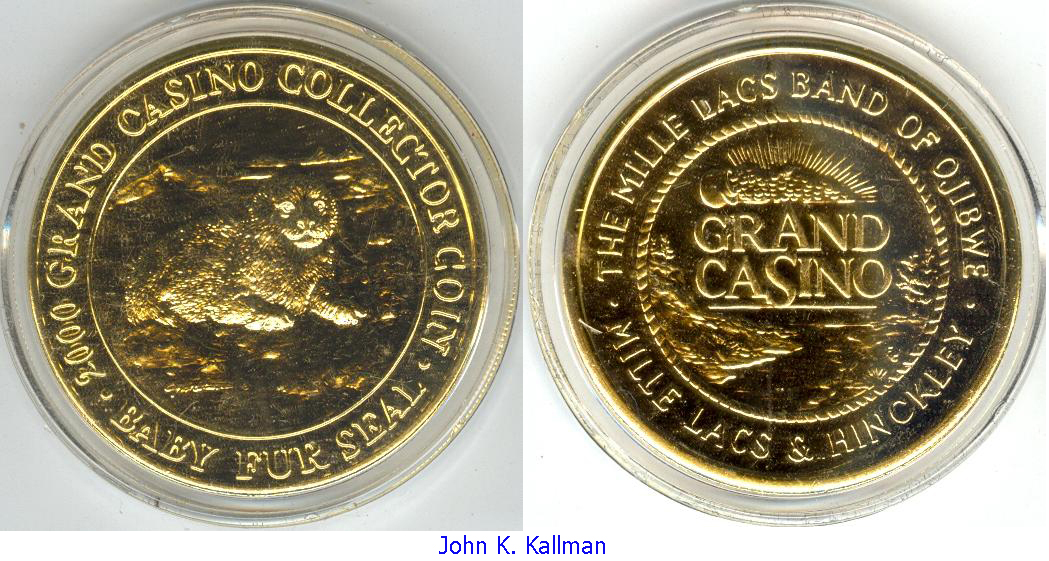 2000 GRAND CASINO COLLECTOR COIN
· BABY FUR SEAL ·
· THE MILLE LACS BAND OF OJIBWE ·
GRAND
CASINO
MILLE LACS & HINCKLEY
John K. Kallman